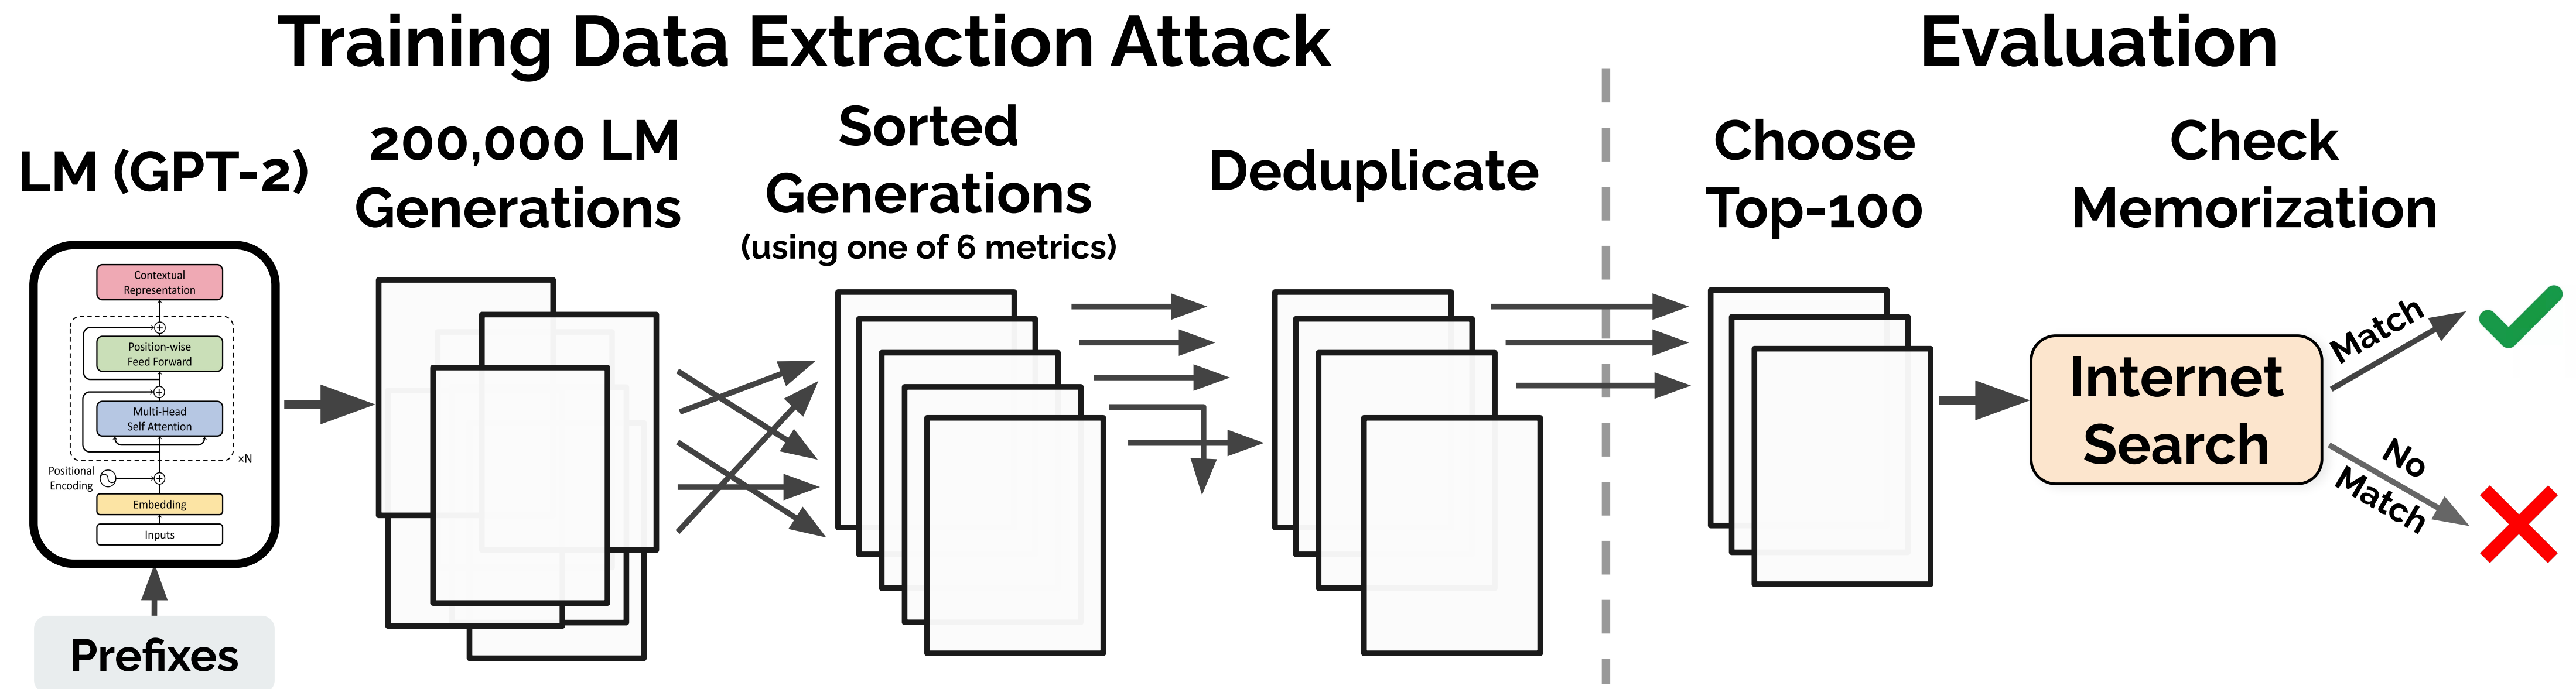 Training Data Extraction Attack
Evaluation
LM (GPT-2)
200,000 LM
Generations
Sorted
Generations
(using one of 6 metrics)
Deduplicate
Choose
Top-100
Check
Memorization
Contextual
Representation
Position-wise
Feed Forward
Multi-Head
Self Attention
×N
Positional
Encoding
Embedding
Inputs
Prefixes
Internet
Search
Match
No
Match